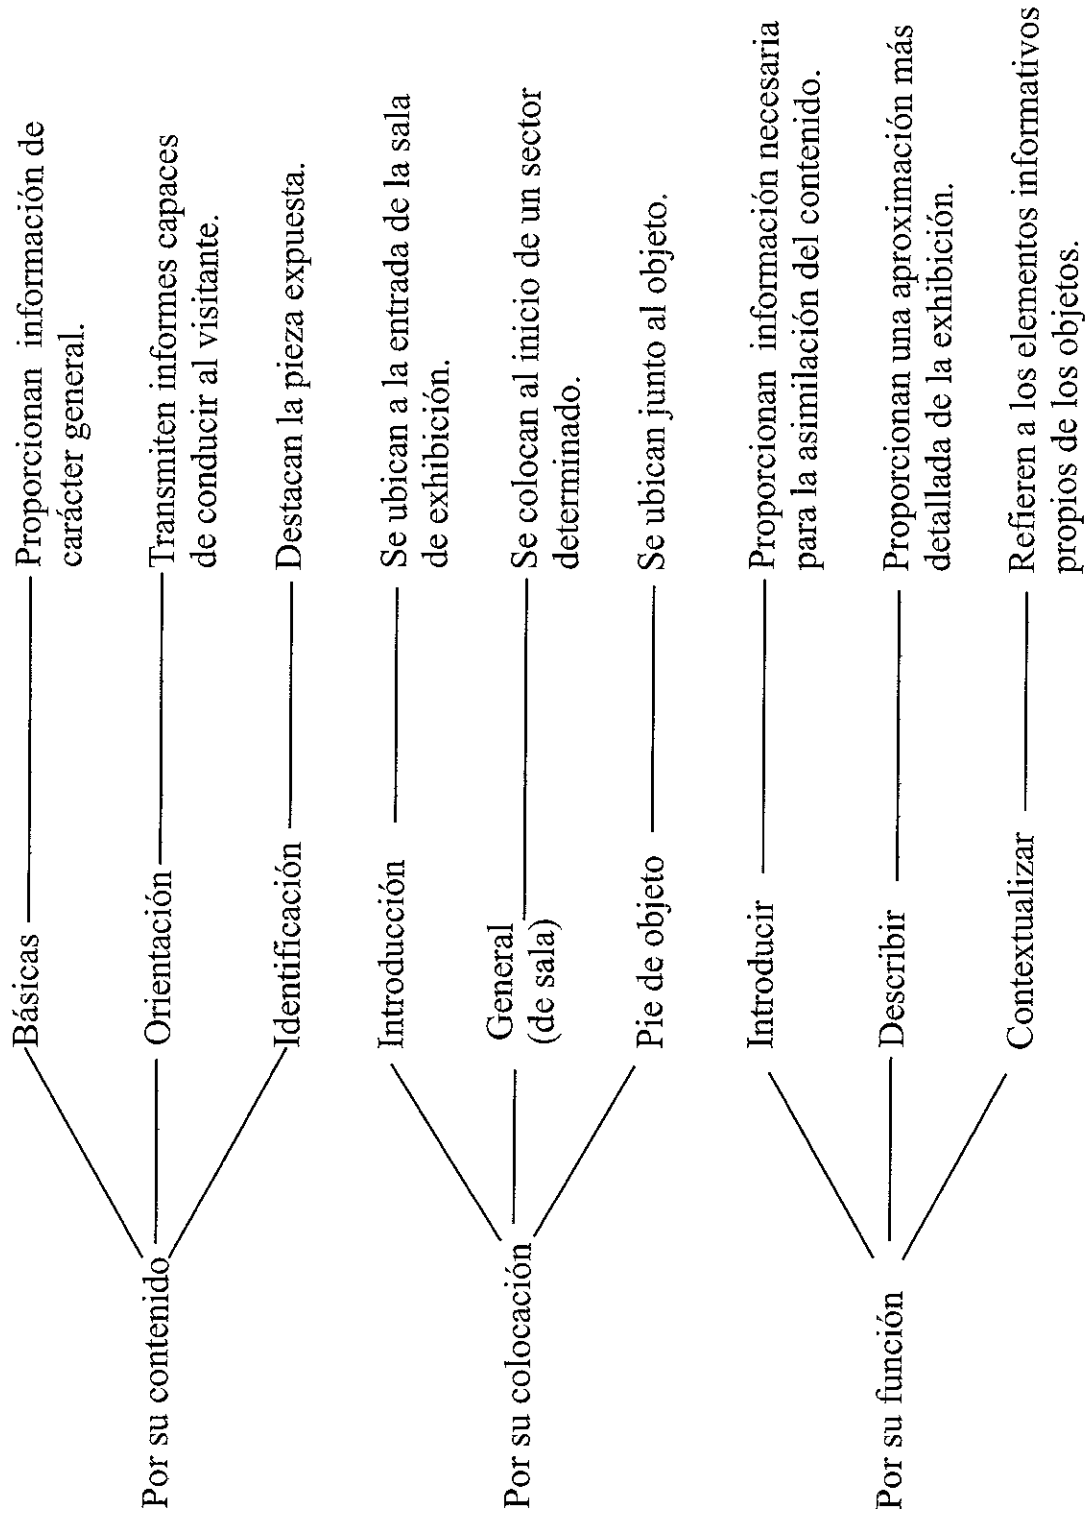 Por su contenido
Básicas
Proporcionan información de
carácter general.
Orientación
Transmiten informes capaces
de conducir al visitante.
Identificación
Destacan la pieza expuesta.
Por su colocación
Introducción
Se ubican a la entrada de la sala
de exhibición.
General
(de sala)
Se colocan al inicio de un sector
determinado.
Pie de objeto
Se ubican junto al objeto.
Por su función
Introducir
Proporcionan información necesaria
para la asimilación del contenido.
Describir
Proporcionan una aproximación más
detallada de la exhibición.
Contextualizar
Refieren a los elementos informativos
propios de los objetos.